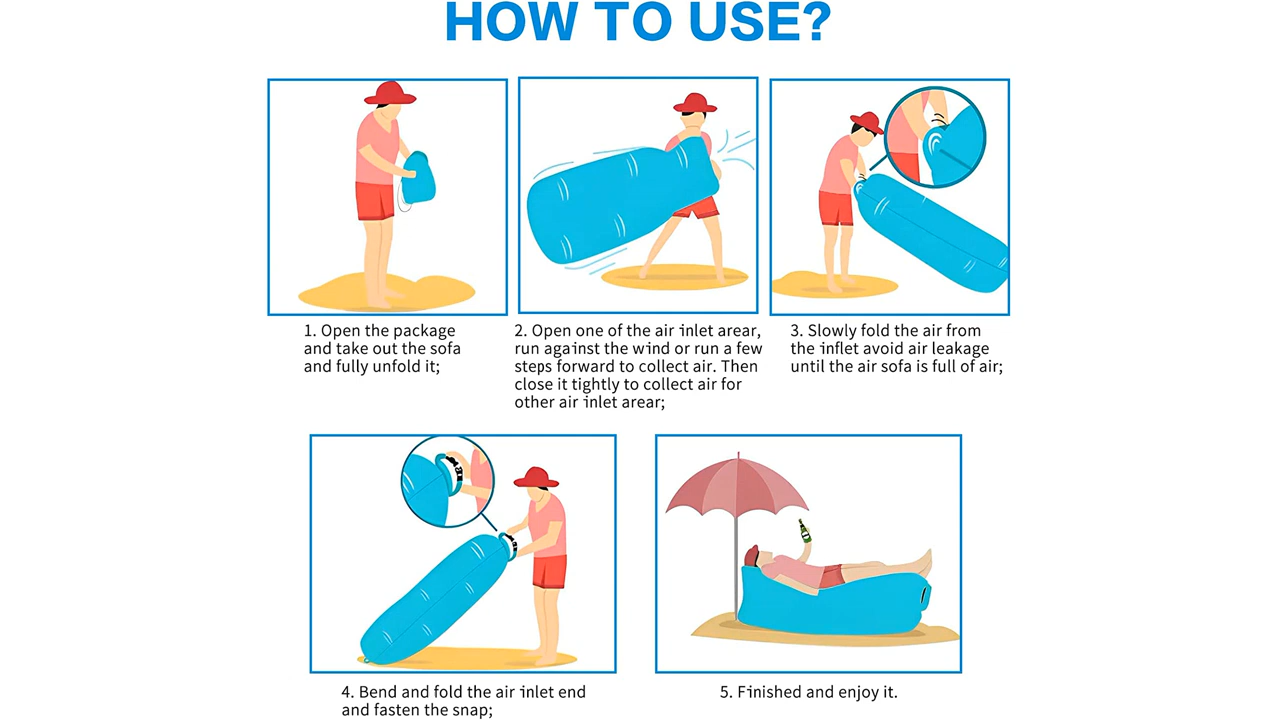 HOW TO USE?
1. Open the package
and take out the sofa
and fully unfold it;
2. Open one of the air inlet arear,
run against the wind or run a few
steps forward to collect air. Then
close it tightly to collect air for
other air inlet arear;
3. Slowly fold the air from
the inflet avoid air leakage
until the air sofa is full of air;
4. Bend and fold the air inlet end
and fasten the snap;
5. Finished and enjoy it.